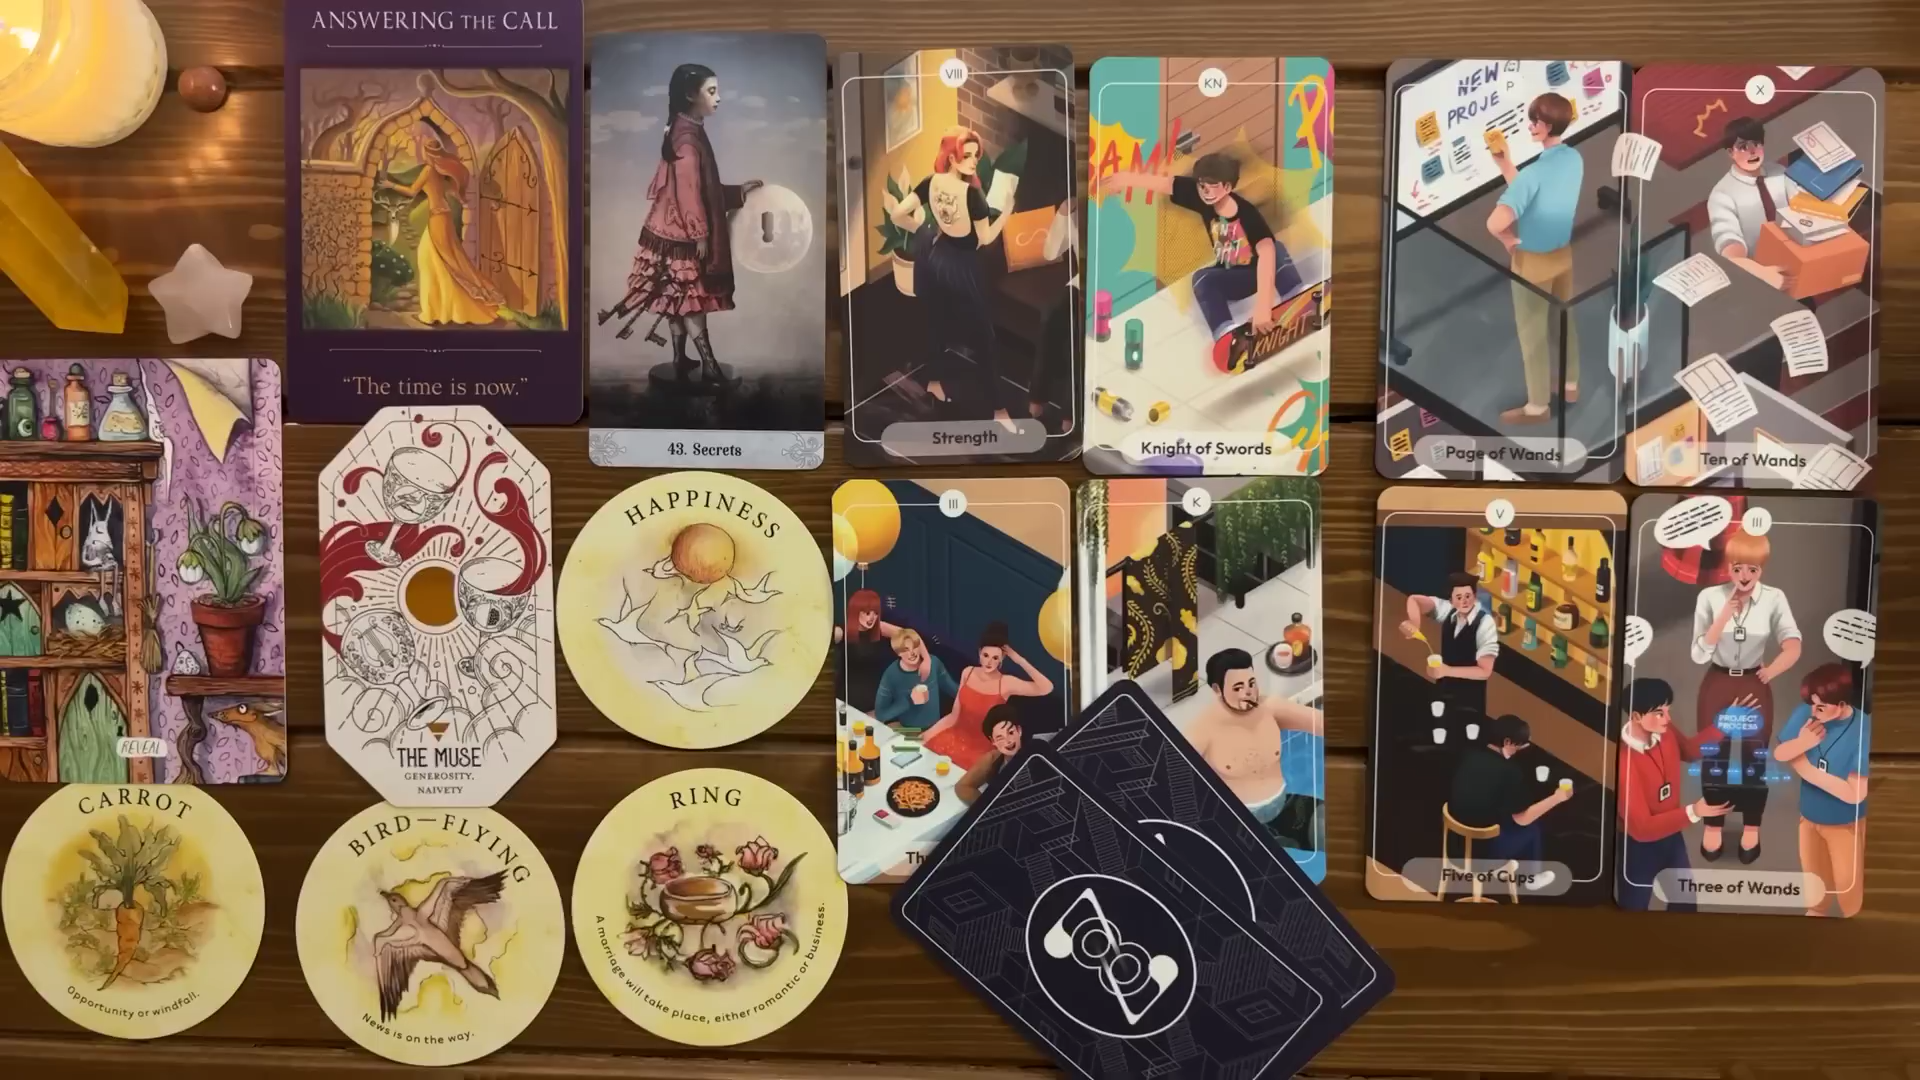 ANSWERING THE CALL
"The time is now."
43. Secrets
VIII
Strength
KN
BAM!
KNIGHT
Knight of Swords
NEW
PROJE
Page of Wands
X
Ten of Wands
REVEAL
THE MUSE
GENEROSITY,
NAIVETY
HAPPINESS
III
K
V
Five of Cups
III
PROJECT
PROCESS
Three of Wands
CARROT
Opportunity or windfall.
BIRD—FLYING
News is on the way.
RING
A marriage will take place, either romantic or business.